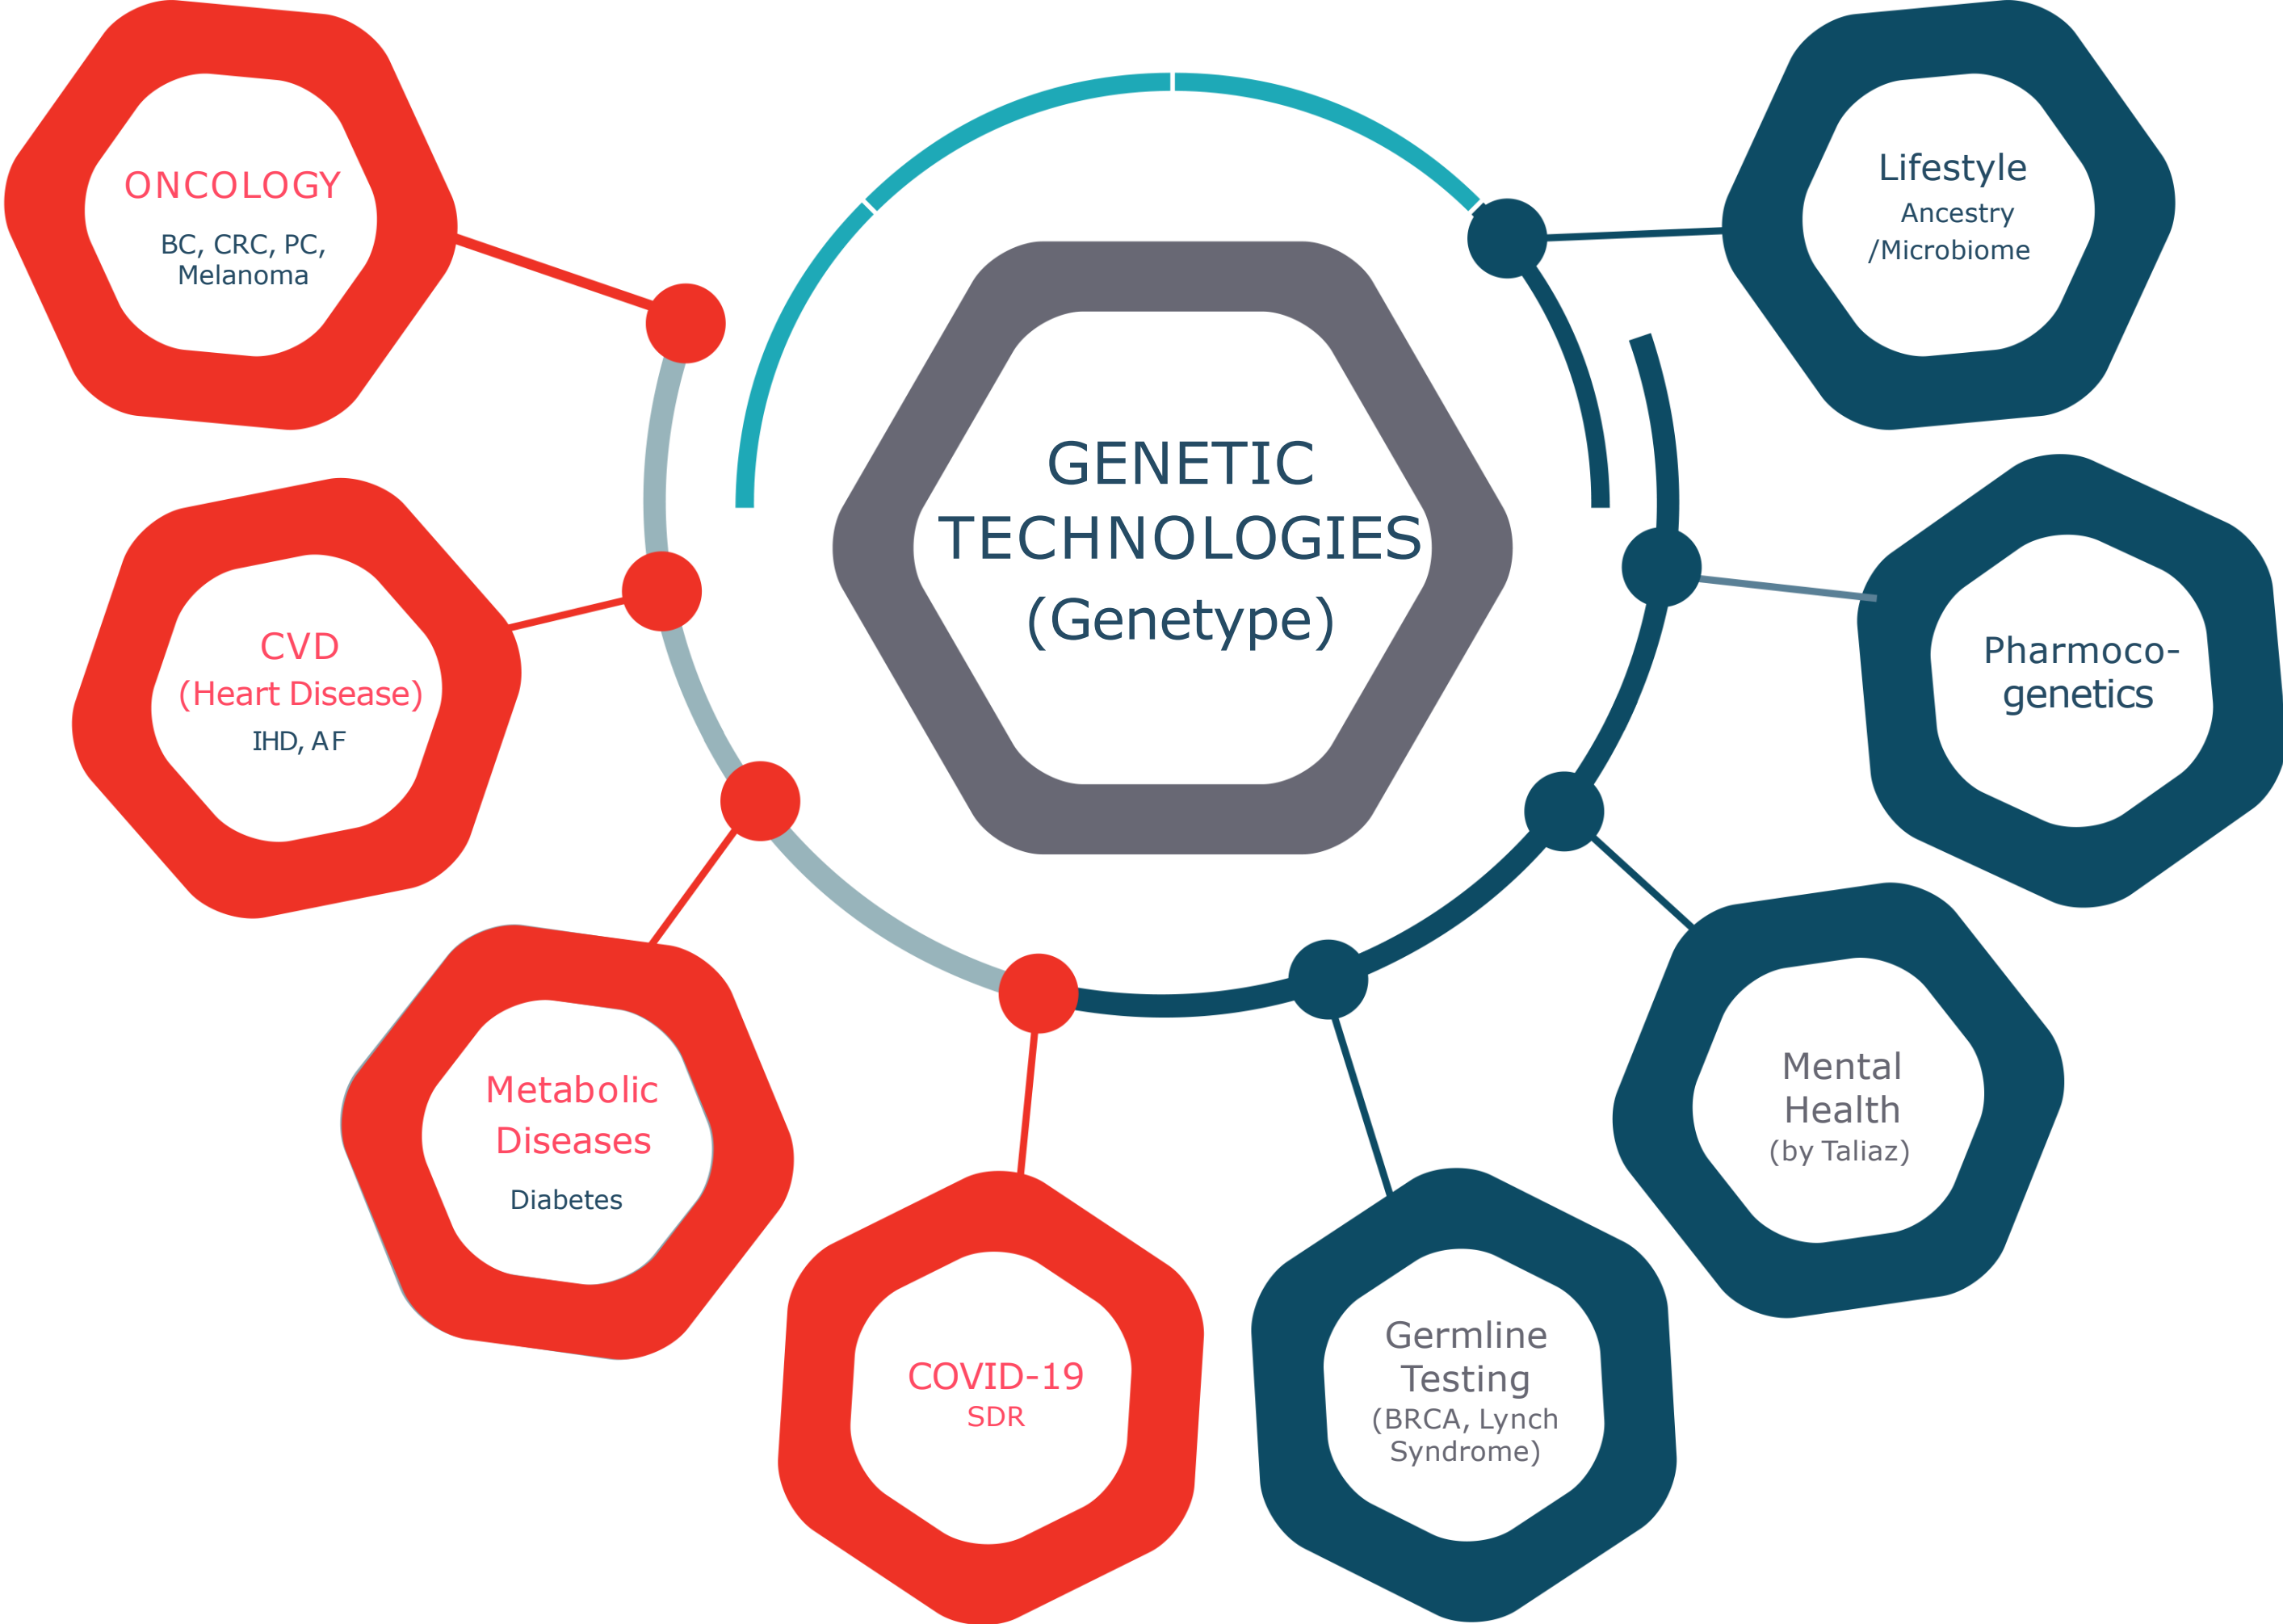 GENETIC
TECHNOLOGIES
(Genetype)
ONCOLOGY
BC, CRC, PC,
Melanoma
CVD
(Heart Disease)
IHD, AF
Metabolic
Diseases
Diabetes
COVID-19
SDR
Germline
Testing
(BRCA, Lynch
Syndrome)
Mental
Health
(by Taliaz)
Pharmoco-
genetics
Lifestyle
Ancestry
/Microbiome